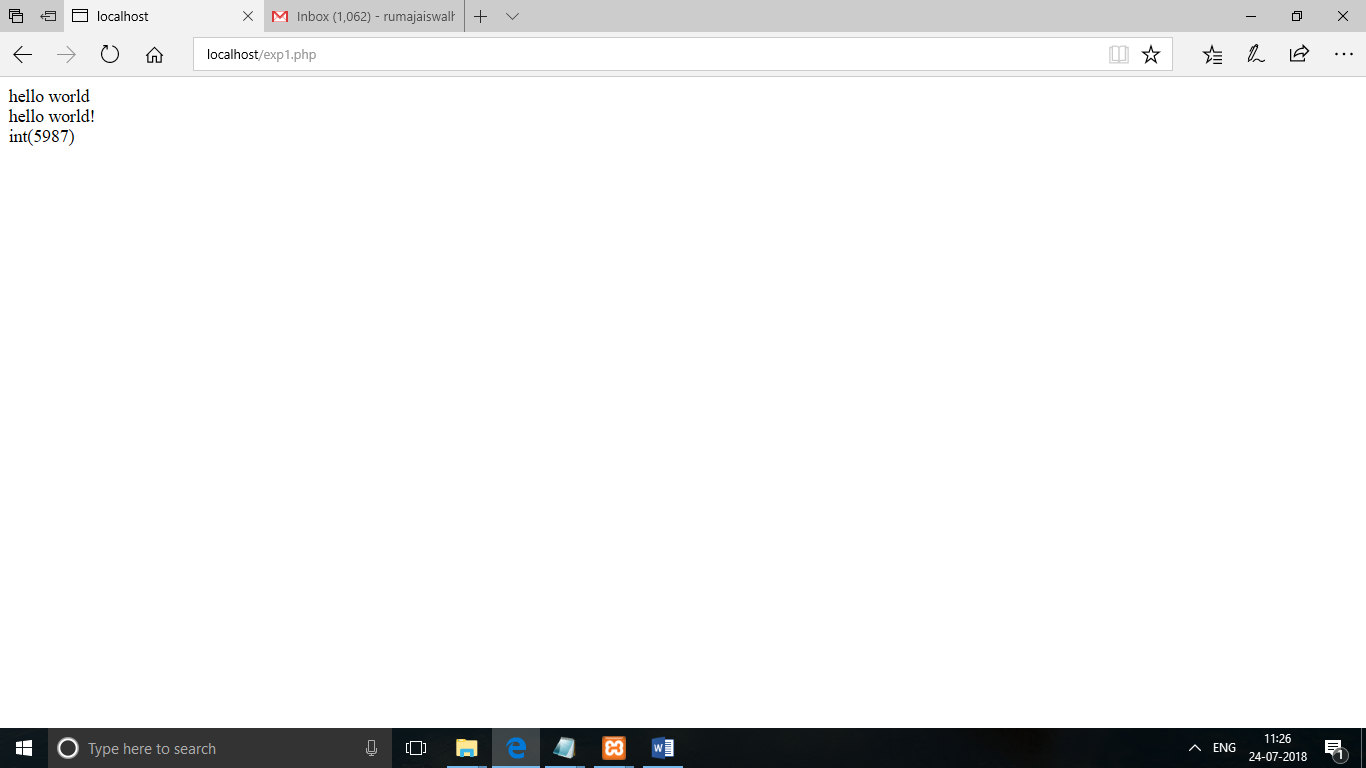 localhost
Inbox (1,062) - rumajaiswalh
localhost/exp1.php
hello world
hello world!
int(5987)
Type here to search
ENG
11:26
24-07-2018
1